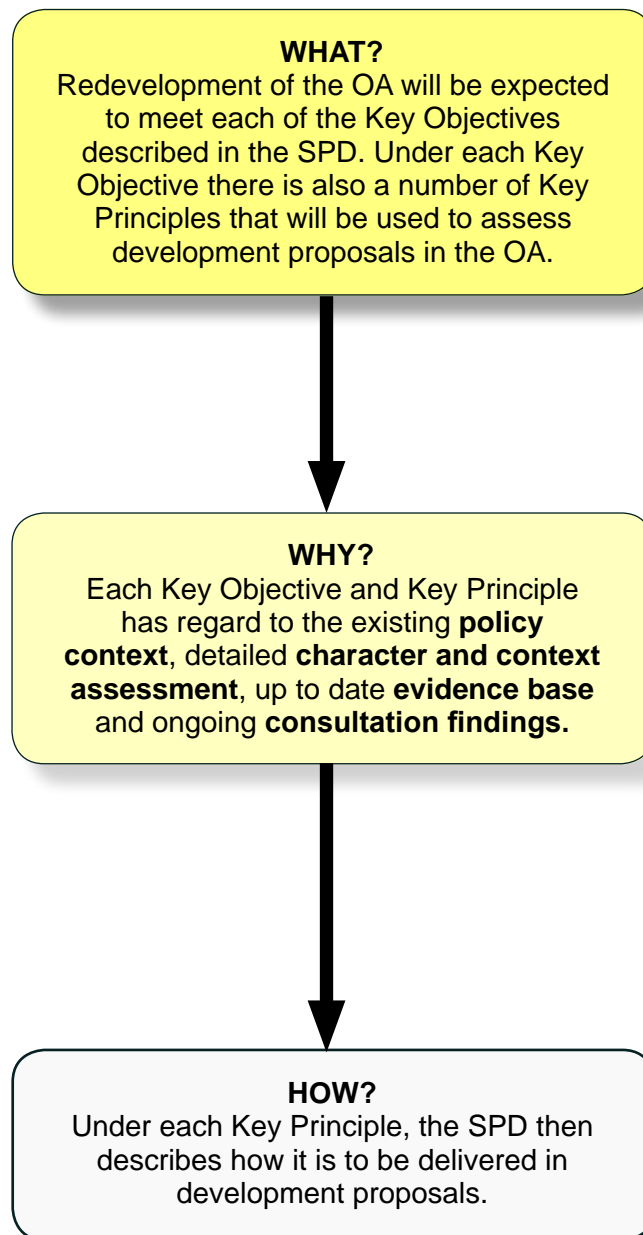 WHAT?
Redevelopment of the OA will be expected
to meet each of the Key Objectives
described in the SPD. Under each Key
Objective there is also a number of Key
Principles that will be used to assess
development proposals in the OA.
WHY?
Each Key Objective and Key Principle
has regard to the existing policy
context, detailed character and context
assessment, up to date evidence base
and ongoing consultation findings.
HOW?
Under each Key Principle, the SPD then
describes how it is to be delivered in
development proposals.